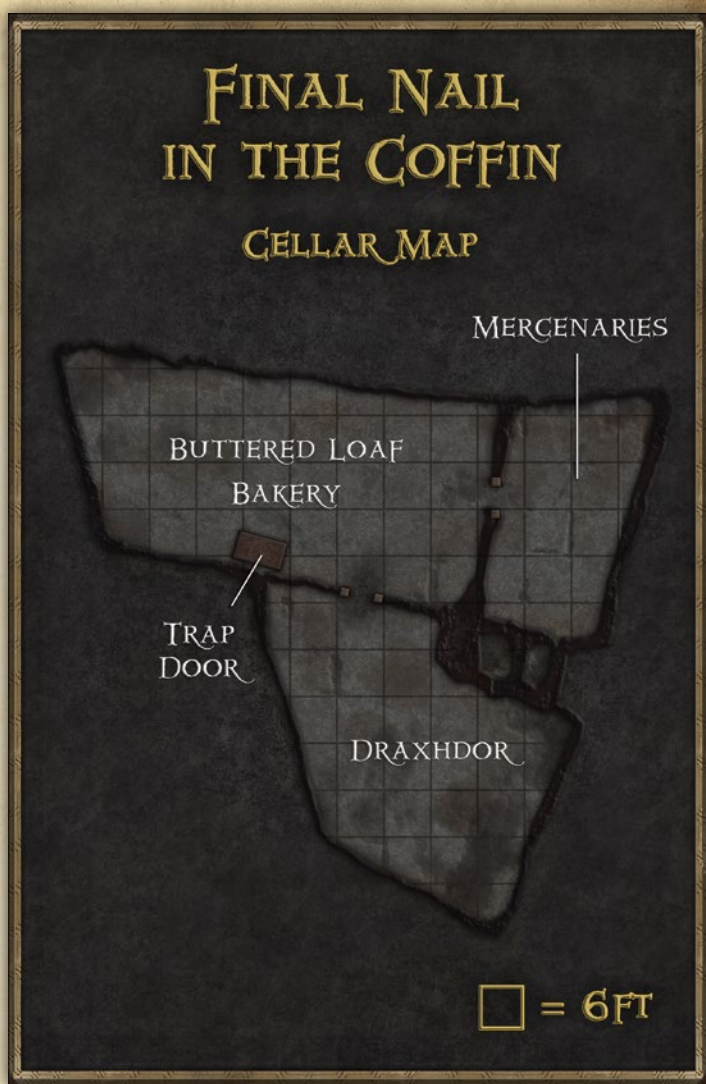 Final Nail
in the Coffin
Cellar Map
Mercenaries
Buttered Loaf
Bakery
Trap
Door
Draxhdor
= 6ft